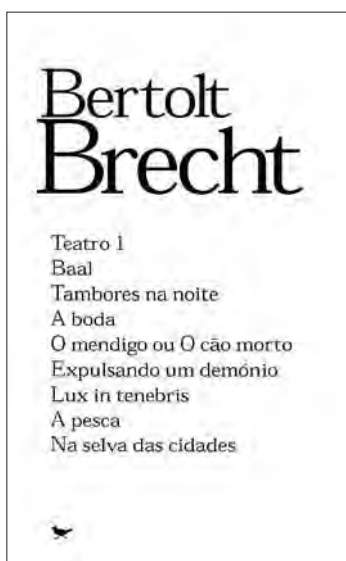 Bertolt
Brecht
Teatro 1
Baal
Tambores na noite
A boda
O mendigo ou O cão morto
Expulsando um demónio
Lux in tenebris
A pesca
Na selva das cidades